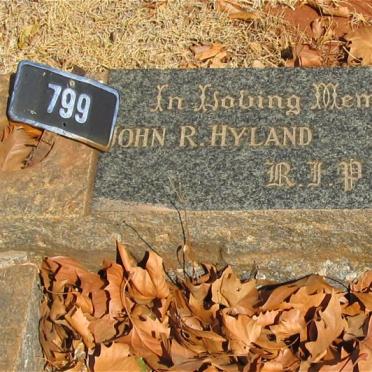 799
In Loving Mem
JOHN R. HYLAND
R.I.P